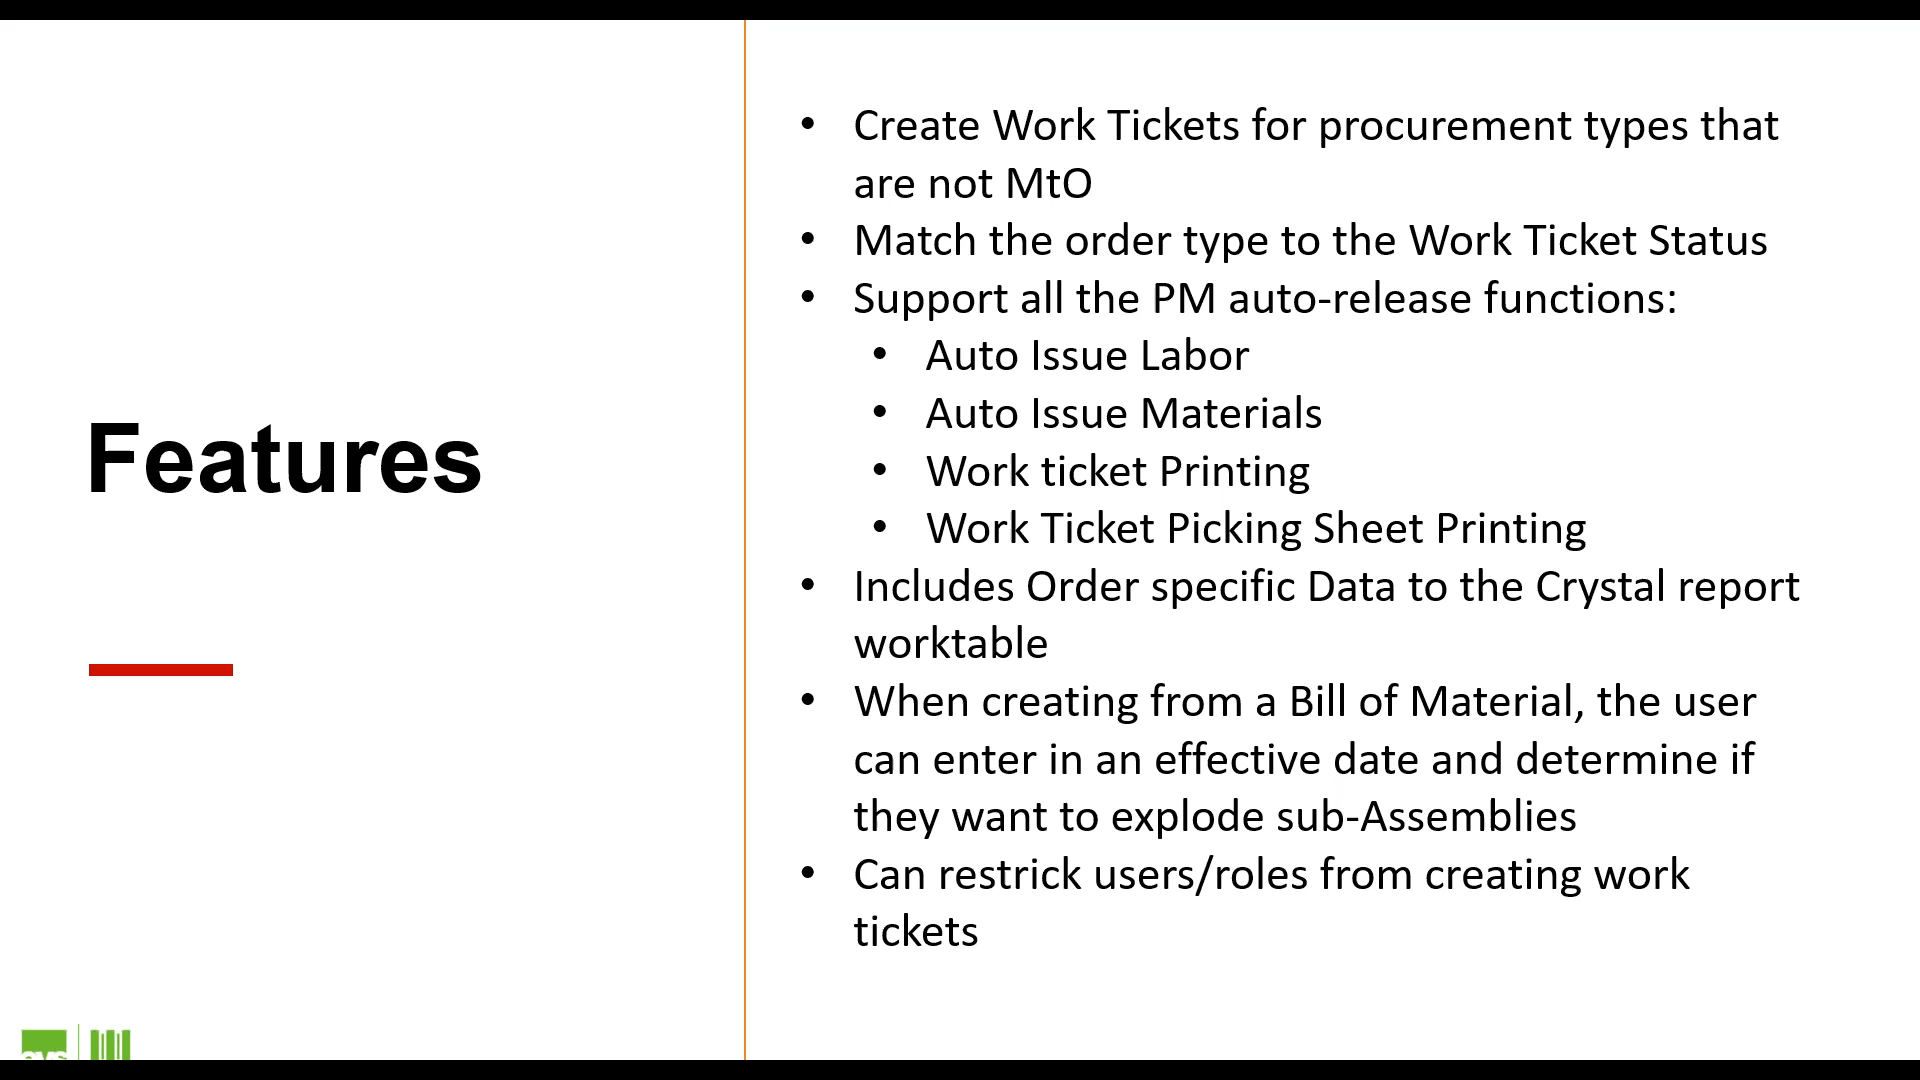 Features
• Create Work Tickets for procurement types that
are not MtO
• Match the order type to the Work Ticket Status
• Support all the PM auto-release functions:
• Auto Issue Labor
• Auto Issue Materials
• Work ticket Printing
• Work Ticket Picking Sheet Printing
• Includes Order specific Data to the Crystal report
worktable
• When creating from a Bill of Material, the user
can enter in an effective date and determine if
they want to explode sub-Assemblies
• Can restrick users/roles from creating work
tickets